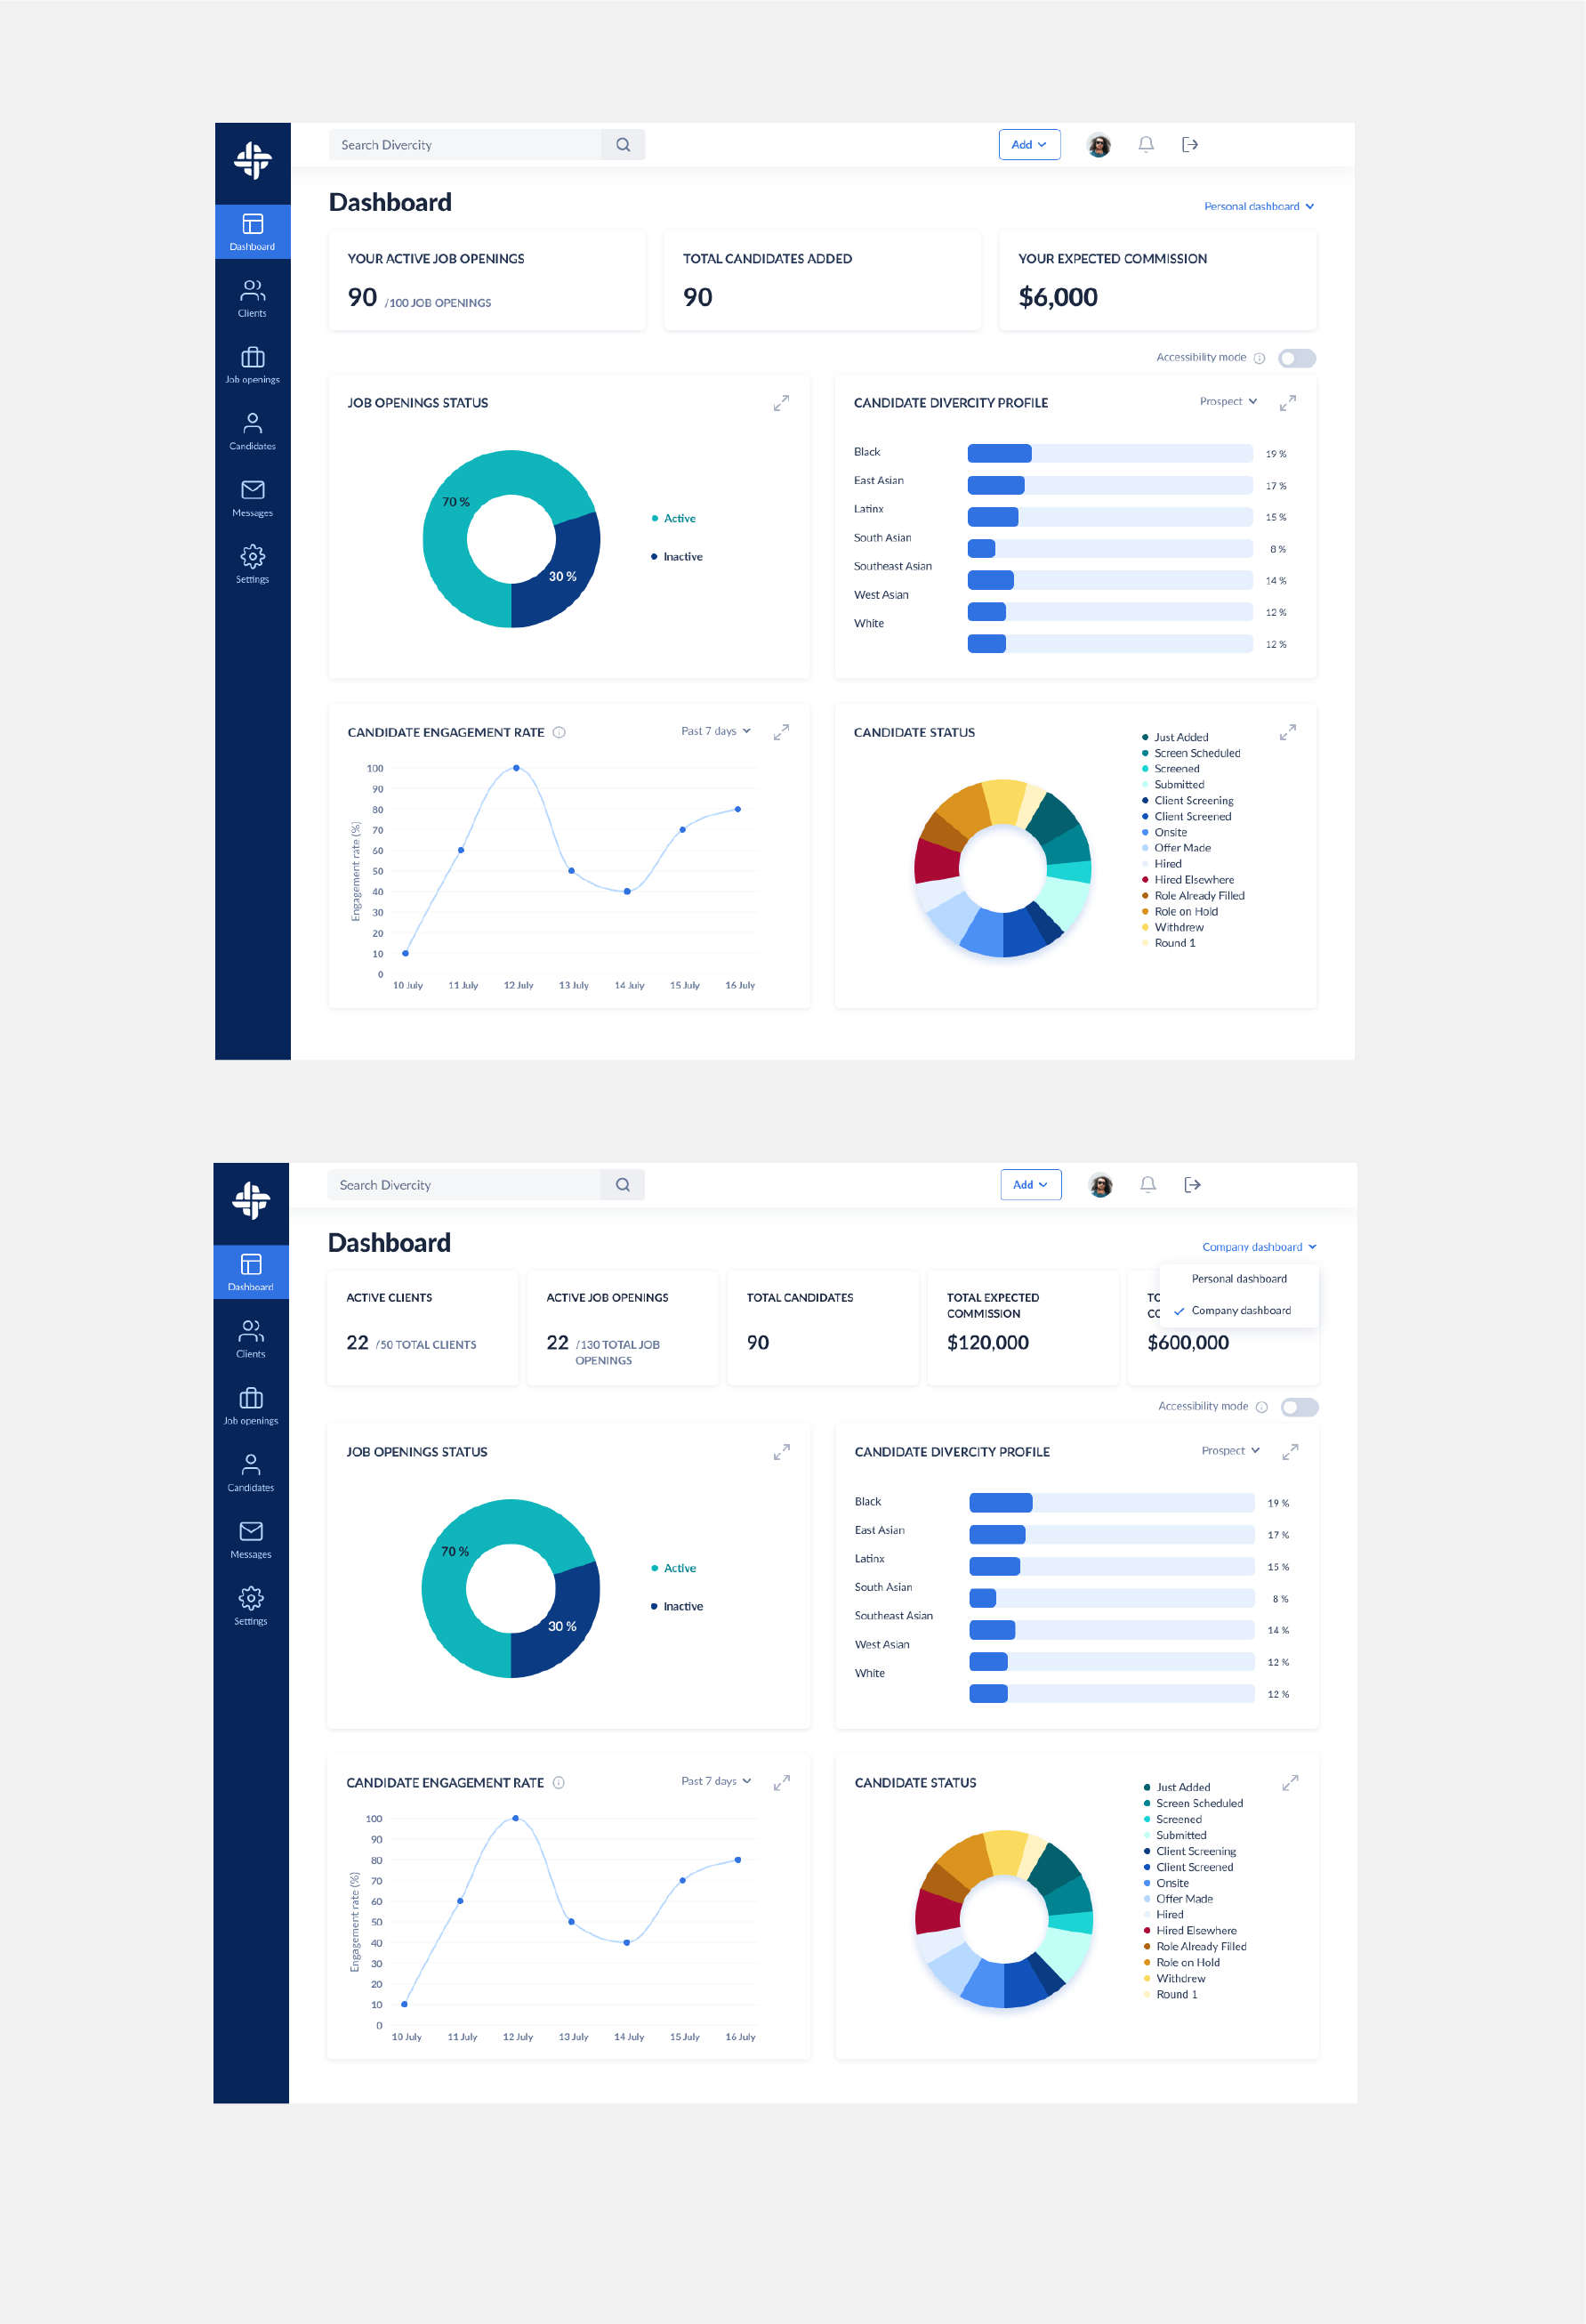 Search Divercity
Add
Dashboard
Clients
Job openings
Candidates
Messages
Settings
Dashboard
Personal dashboard
YOUR ACTIVE JOB OPENINGS
90 /100 JOB OPENINGS
TOTAL CANDIDATES ADDED
90
YOUR EXPECTED COMMISSION
$6,000
Accessibility mode
JOB OPENINGS STATUS
70 %
30 %
Active
Inactive
CANDIDATE DIVERCITY PROFILE
Prospect
Black
East Asian
Latinx
South Asian
Southeast Asian
West Asian
White
19 %
17 %
15 %
8 %
14 %
12 %
12 %
CANDIDATE ENGAGEMENT RATE
Past 7 days
Engagement rate (%)
100
90
80
70
60
50
40
30
20
10
0
10 July
11 July
12 July
13 July
14 July
15 July
16 July
CANDIDATE STATUS
Just Added
Screen Scheduled
Screened
Submitted
Client Screening
Client Screened
Onsite
Offer Made
Hired
Hired Elsewhere
Role Already Filled
Role on Hold
Withdrew
Round 1
Search Divercity
Add
Dashboard
Clients
Job openings
Candidates
Messages
Settings
Dashboard
Company dashboard
Personal dashboard
Company dashboard
ACTIVE CLIENTS
22 /50 TOTAL CLIENTS
ACTIVE JOB OPENINGS
22 /130 TOTAL JOB
OPENINGS
TOTAL CANDIDATES
90
TOTAL EXPECTED
COMMISSION
$120,000
TO
CO
$600,000
Accessibility mode
JOB OPENINGS STATUS
70 %
30 %
Active
Inactive
CANDIDATE DIVERCITY PROFILE
Prospect
Black
East Asian
Latinx
South Asian
Southeast Asian
West Asian
White
19 %
17 %
15 %
8 %
14 %
12 %
12 %
CANDIDATE ENGAGEMENT RATE
Past 7 days
Engagement rate (%)
100
90
80
70
60
50
40
30
20
10
0
10 July
11 July
12 July
13 July
14 July
15 July
16 July
CANDIDATE STATUS
Just Added
Screen Scheduled
Screened
Submitted
Client Screening
Client Screened
Onsite
Offer Made
Hired
Hired Elsewhere
Role Already Filled
Role on Hold
Withdrew
Round 1